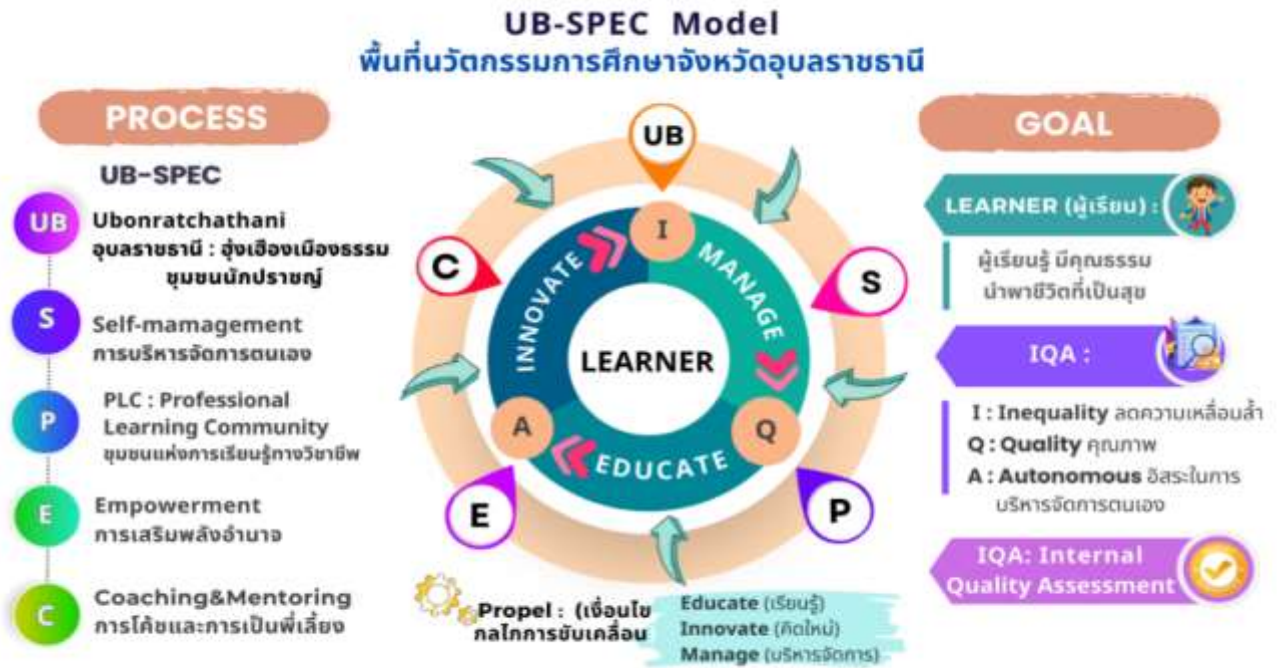 UB-SPEC Model
พื้นที่นวัตกรรมการศึกษาจังหวัดอุบลราชธานี
PROCESS
UB-SPEC
UB
Ubonratchathani
อุบลราชธานี : ฮุ่งเฮืองเมืองธรรม
ชุมชนนักปราชญ์
S
Self-mamagement
การบริหารจัดการตนเอง
P
PLC : Professional
Learning Community
ชุมชนแห่งการเรียนรู้ทางวิชาชีพ
E
Empowerment
การเสริมพลังอำนาจ
C
Coaching&Mentoring
การโค้ชและการเป็นพี่เลี้ยง
UB
C
S
E
P
I
A
Q
INNOVATE
MANAGE
EDUCATE
LEARNER
Propel : (เงื่อนไข
กลไกการขับเคลื่อน
Educate (เรียนรู้)
Innovate (คิดใหม่)
Manage (บริหารจัดการ)
GOAL
LEARNER (ผู้เรียน) :
ผู้เรียนรู้ มีคุณธรรม
นำพาชีวิตที่เป็นสุข
IQA :
I : Inequality ลดความเหลื่อมล้ำ
Q : Quality คุณภาพ
A : Autonomous อิสระในการ
บริหารจัดการตนเอง
IQA: Internal
Quality Assessment